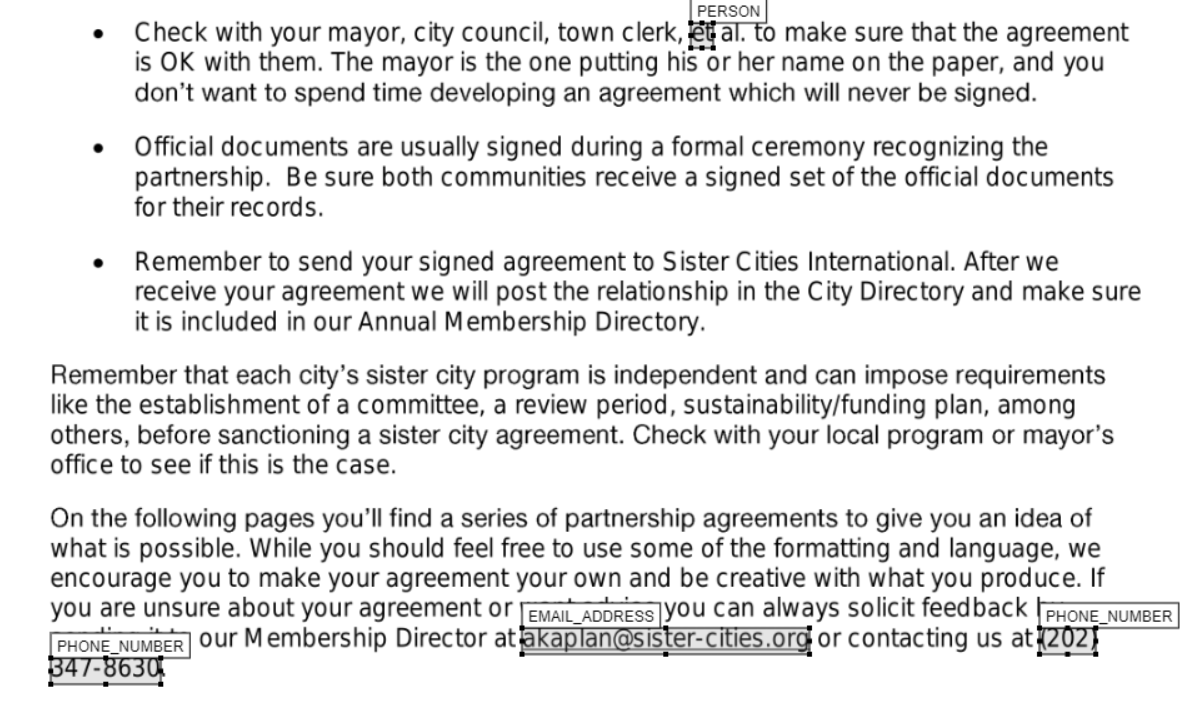 PERSON
• Check with your mayor, city council, town clerk, et al. to make sure that the agreement
is OK with them. The mayor is the one putting his or her name on the paper, and you
don't want to spend time developing an agreement which will never be signed.
• Official documents are usually signed during a formal ceremony recognizing the
partnership.  Be sure both communities receive a signed set of the official documents
for their records.
• Remember to send your signed agreement to Sister Cities International. After we
receive your agreement we will post the relationship in the City Directory and make sure
it is included in our Annual Membership Directory.
Remember that each city's sister city program is independent and can impose requirements
like the establishment of a committee, a review period, sustainability/funding plan, among
others, before sanctioning a sister city agreement. Check with your local program or mayor's
office to see if this is the case.
On the following pages you'll find a series of partnership agreements to give you an idea of
what is possible. While you should feel free to use some of the formatting and language, we
encourage you to make your agreement your own and be creative with what you produce. If
you are unsure about your agreement or you can always solicit feedback
EMAIL_ADDRESS PHONE_NUMBER
PHONE_NUMBER our Membership Director at akaplan@sister-cities.org or contacting us at (202)
347-8630.